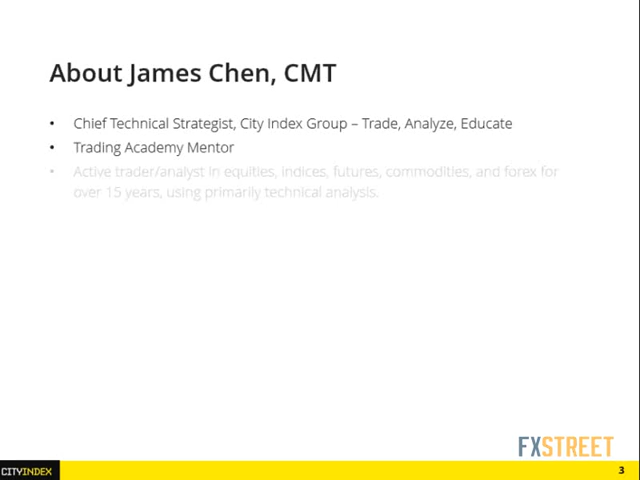 About James Chen, CMT
• Chief Technical Strategist, City Index Group – Trade, Analyze, Educate
• Trading Academy Mentor
• Active trader/analyst in equities, indices, futures, commodities, and forex for
over 15 years, using primarily technical analysis.
FXSTREET
CITYINDEX
3